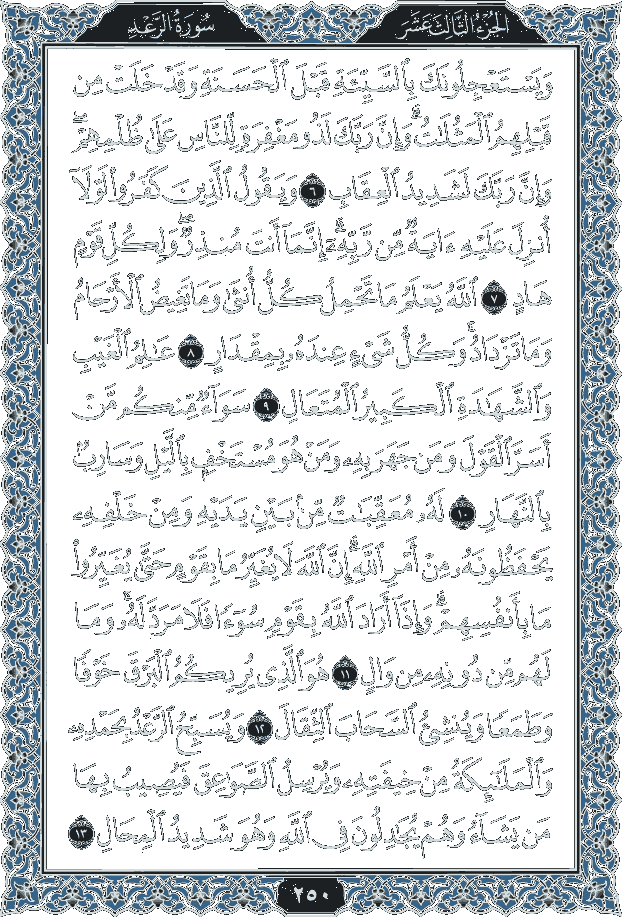 الجزء الثالث عشر
سورة الرعد
وَيَسْتَعْجِلُونَكَ بِٱلسَّيِّئَةِ قَبْلَ ٱلْحَسَنَةِ وَقَدْ خَلَتْ مِن
قَبْلِهِمُ ٱلْمَثُلَٰتُ ۗ وَإِنَّ رَبَّكَ لَذُو مَغْفِرَةٍ لِّلنَّاسِ عَلَىٰ ظُلْمِهِمْ ۖ
وَإِنَّ رَبَّكَ لَشَدِيدُ ٱلْعِقَابِ ٦ وَيَقُولُ ٱلَّذِينَ كَفَرُوا۟ لَوْلَآ
أُنزِلَ عَلَيْهِ ءَايَةٌ مِّن رَّبِّهِۦٓ ۗ إِنَّمَآ أَنتَ مُنذِرٌ ۖ وَلِكُلِّ قَوْمٍ
هَادٍ ٧ ٱللَّهُ يَعْلَمُ مَا تَحْمِلُ كُلُّ أُنثَىٰ وَمَا تَغِيضُ ٱلْأَرْحَامُ
وَمَا تَزْدَادُ ۖ وَكُلُّ شَىْءٍ عِندَهُۥ بِمِقْدَارٍ ٨ عَٰلِمُ ٱلْغَيْبِ
وَٱلشَّهَٰدَةِ ٱلْكَبِيرُ ٱلْمُتَعَالِ ٩ سَوَآءٌ مِّنكُم مَّنْ
أَسَرَّ ٱلْقَوْلَ وَمَن جَهَرَ بِهِۦ وَمَنْ هُوَ مُسْتَخْفٍۭ بِٱلَّيْلِ وَسَارِبٌۢ
بِٱلنَّهَارِ ١٠ لَهُۥ مُعَقِّبَٰتٌ مِّنۢ بَيْنِ يَدَيْهِ وَمِنْ خَلْفِهِۦ
يَحْفَظُونَهُۥ مِنْ أَمْرِ ٱللَّهِ ۗ إِنَّ ٱللَّهَ لَا يُغَيِّرُ مَا بِقَوْمٍ حَتَّىٰ يُغَيِّرُوا۟
مَا بِأَنفُسِهِمْ ۗ وَإِذَآ أَرَادَ ٱللَّهُ بِقَوْمٍ سُوٓءًا فَلَا مَرَدَّ لَهُۥ ۚ وَمَا
لَهُم مِّن دُونِهِۦ مِن وَالٍ ١١ هُوَ ٱلَّذِى يُرِيكُمُ ٱلْبَرْقَ خَوْفًا
وَطَمَعًا وَيُنشِئُ ٱلسَّحَابَ ٱلثِّقَالَ ١٢ وَيُسَبِّحُ ٱلرَّعْدُ بِحَمْدِهِۦ
وَٱلْمَلَٰٓئِكَةُ مِنْ خِيفَتِهِۦ وَيُرْسِلُ ٱلصَّوَٰعِقَ فَيُصِيبُ بِهَا
مَن يَشَآءُ وَهُمْ يُجَٰدِلُونَ فِى ٱللَّهِ وَهُوَ شَدِيدُ ٱلْمِحَالِ ١٣
٢٥٠